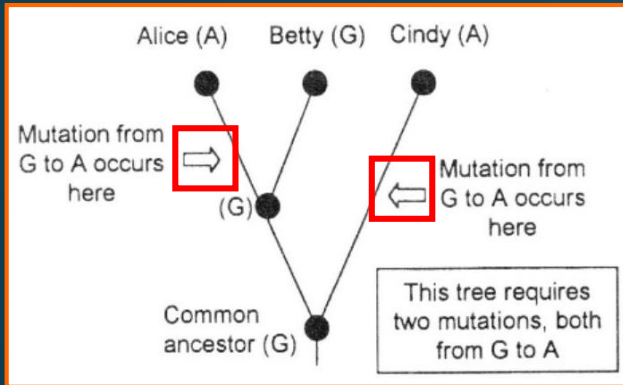 Alice (A) Betty (G) Cindy (A)
Mutation from
G to A occurs
here
(G)
Mutation from
G to A occurs
here
Common
ancestor (G)
This tree requires
two mutations, both
from G to A